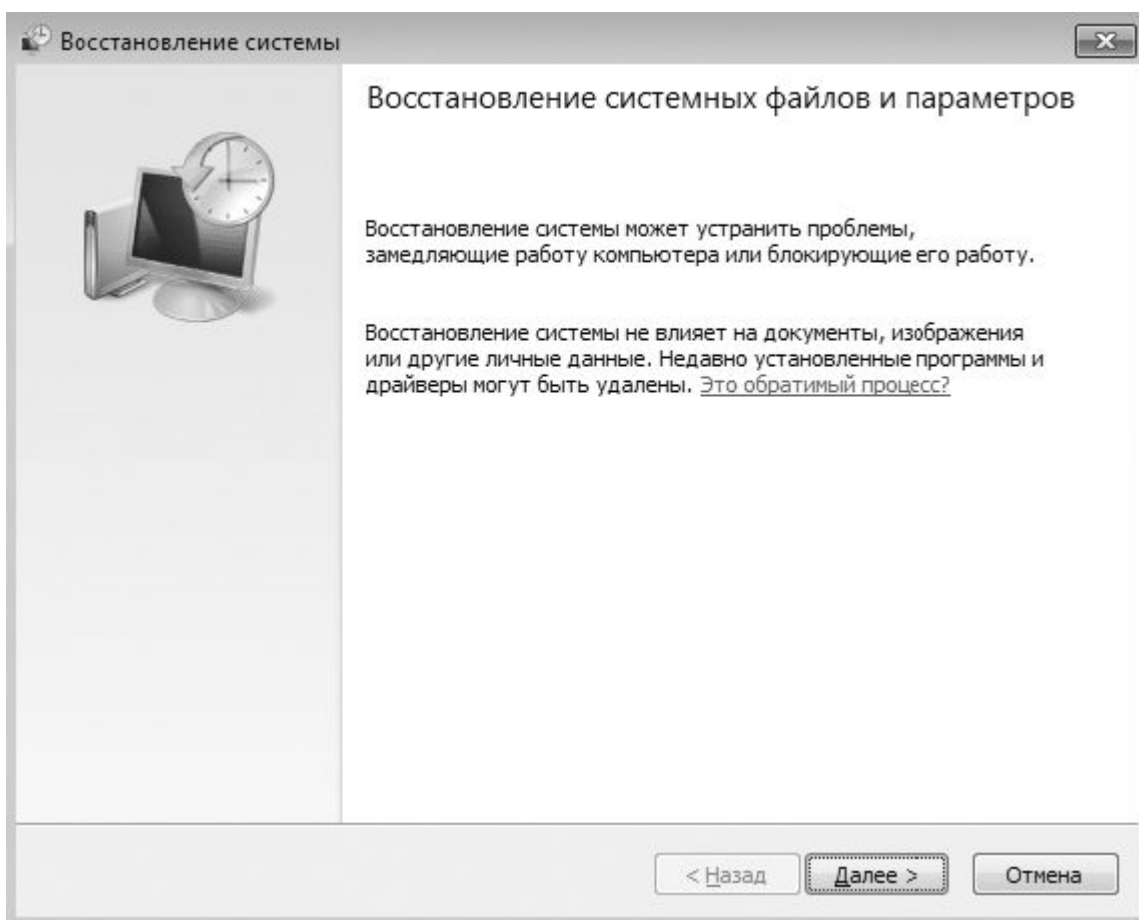 Восстановление системы
Восстановление системных файлов и параметров
Восстановление системы может устранить проблемы,
замедляющие работу компьютера или блокирующие его работу.
Восстановление системы не влияет на документы, изображения
или другие личные данные. Недавно установленные программы и
драйверы могут быть удалены. Это обратимый процесс?
< Назад Далее > Отмена